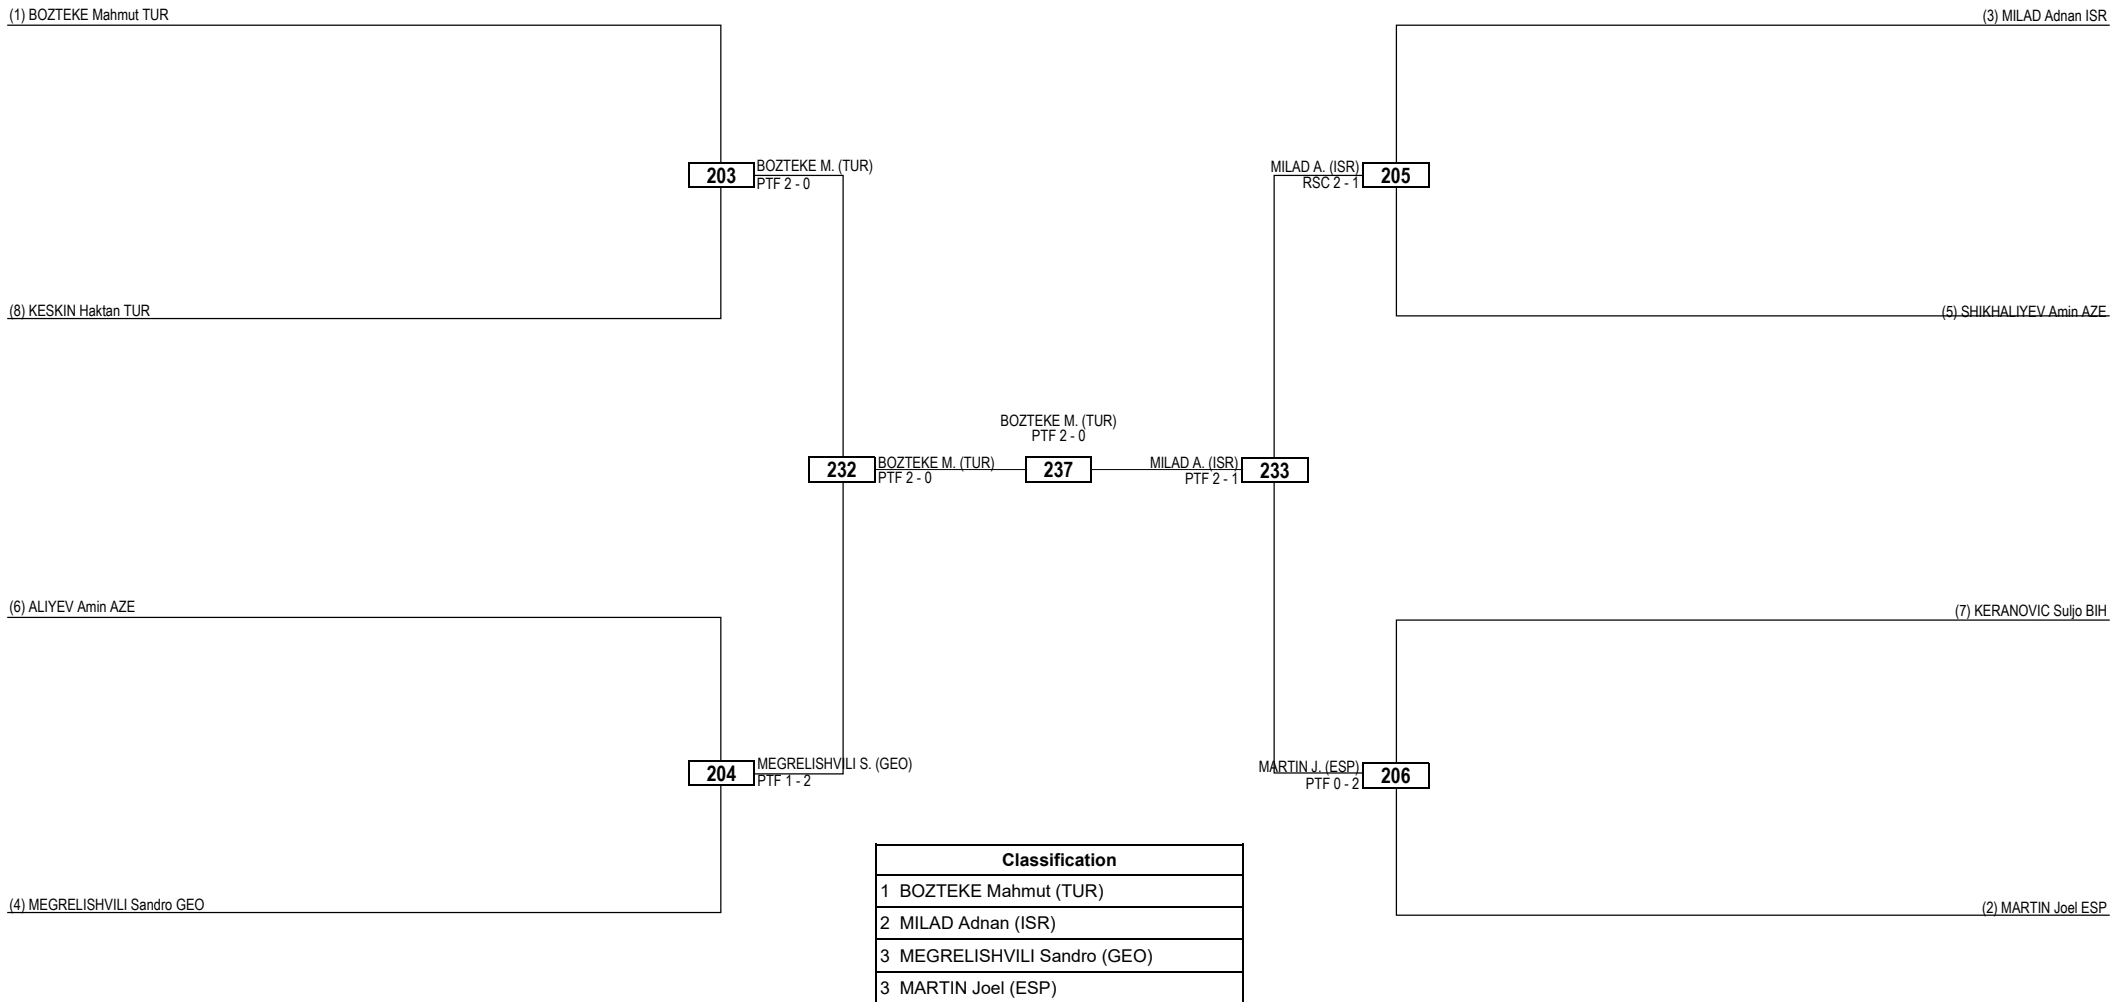 (1) BOZTEKE Mahmut TUR
(3) MILAD Adnan ISR
203
BOZTEKE M. (TUR)
PTF 2 - 0
MILAD A. (ISR)
RSC 2 - 1
205
(8) KESKIN Haktan TUR
(5) SHIKHALIYEV Amin AZE
BOZTEKE M. (TUR)
PTF 2 - 0
232
BOZTEKE M. (TUR)
PTF 2 - 0
237
MILAD A. (ISR)
PTF 2 - 1
233
(6) ALIYEV Amin AZE
(7) KERANOVIC Suljo BIH
204
MEGRELISHVILI S. (GEO)
PTF 1 - 2
MARTIN J. (ESP)
PTF 0 - 2
206
(4) MEGRELISHVILI Sandro GEO
(2) MARTIN Joel ESP
Classification
1 BOZTEKE Mahmut (TUR)
2 MILAD Adnan (ISR)
3 MEGRELISHVILI Sandro (GEO)
3 MARTIN Joel (ESP)